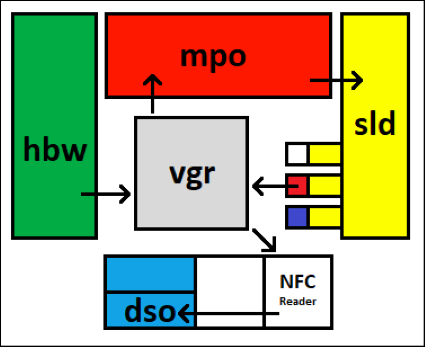 mpo
hbw
vgr
sld
NFC
Reader
dso